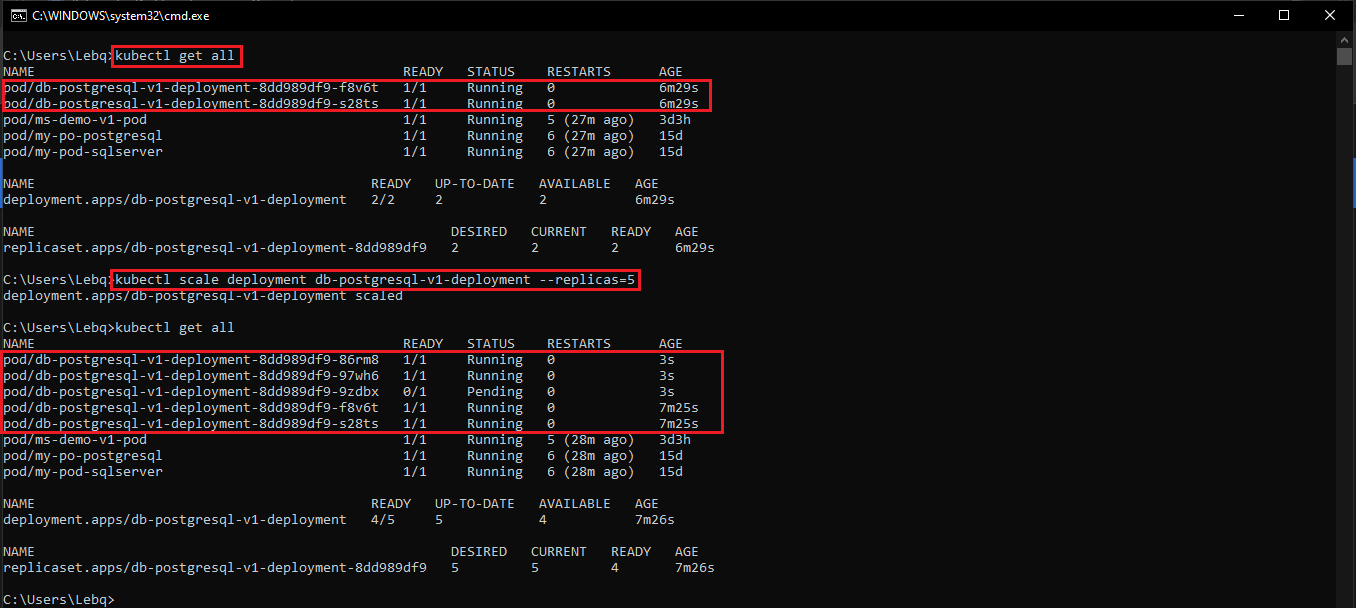 C:\WINDOWS\system32\cmd.exe
C:\Users\Lebq>kubectl get all
NAME READY STATUS RESTARTS AGE
pod/db-postgresql-v1-deployment-8dd989df9-f8v6t 1/1 Running 0 6m29s
pod/db-postgresql-v1-deployment-8dd989df9-s28ts 1/1 Running 0 6m29s
pod/ms-demo-v1-pod 1/1 Running 5 (27m ago) 3d3h
pod/my-po-postgresql 1/1 Running 6 (27m ago) 15d
pod/my-pod-sqlserver 1/1 Running 6 (27m ago) 15d
NAME READY UP-TO-DATE AVAILABLE AGE
deployment.apps/db-postgresql-v1-deployment 2/2 2 2 6m29s
NAME DESIRED CURRENT READY AGE
replicaset.apps/db-postgresql-v1-deployment-8dd989df9 2 2 2 6m29s
C:\Users\Lebq>kubectl scale deployment db-postgresql-v1-deployment --replicas=5
deployment.apps/db-postgresql-v1-deployment scaled
C:\Users\Lebq>kubectl get all
NAME READY STATUS RESTARTS AGE
pod/db-postgresql-v1-deployment-8dd989df9-86rm8 1/1 Running 0 3s
pod/db-postgresql-v1-deployment-8dd989df9-97wh6 1/1 Running 0 3s
pod/db-postgresql-v1-deployment-8dd989df9-9zdbx 0/1 Pending 0 3s
pod/db-postgresql-v1-deployment-8dd989df9-f8v6t 1/1 Running 0 7m25s
pod/db-postgresql-v1-deployment-8dd989df9-s28ts 1/1 Running 0 7m25s
pod/ms-demo-v1-pod 1/1 Running 5 (28m ago) 3d3h
pod/my-po-postgresql 1/1 Running 6 (28m ago) 15d
pod/my-pod-sqlserver 1/1 Running 6 (28m ago) 15d
NAME READY UP-TO-DATE AVAILABLE AGE
deployment.apps/db-postgresql-v1-deployment 4/5 5 4 7m26s
NAME DESIRED CURRENT READY AGE
replicaset.apps/db-postgresql-v1-deployment-8dd989df9 5 5 4 7m26s
C:\Users\Lebq>